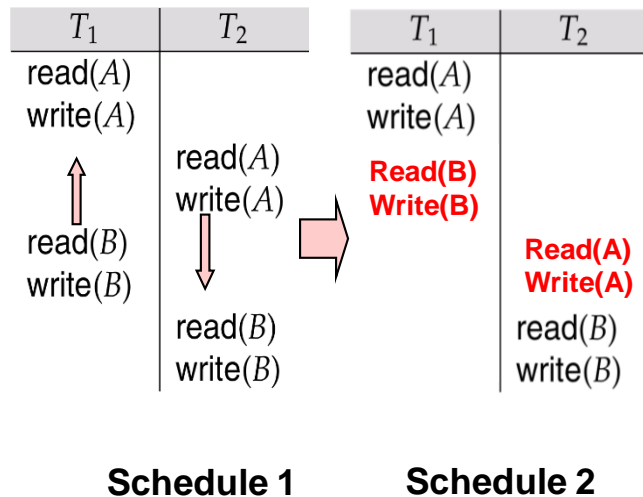 T1 T2
read(A)
write(A)
read(A)
write(A)
read(B)
write(B)
read(B)
write(B)
T1 T2
read(A)
write(A)
Read(B)
Write(B)
Read(A)
Write(A)
read(B)
write(B)
Schedule 1
Schedule 2